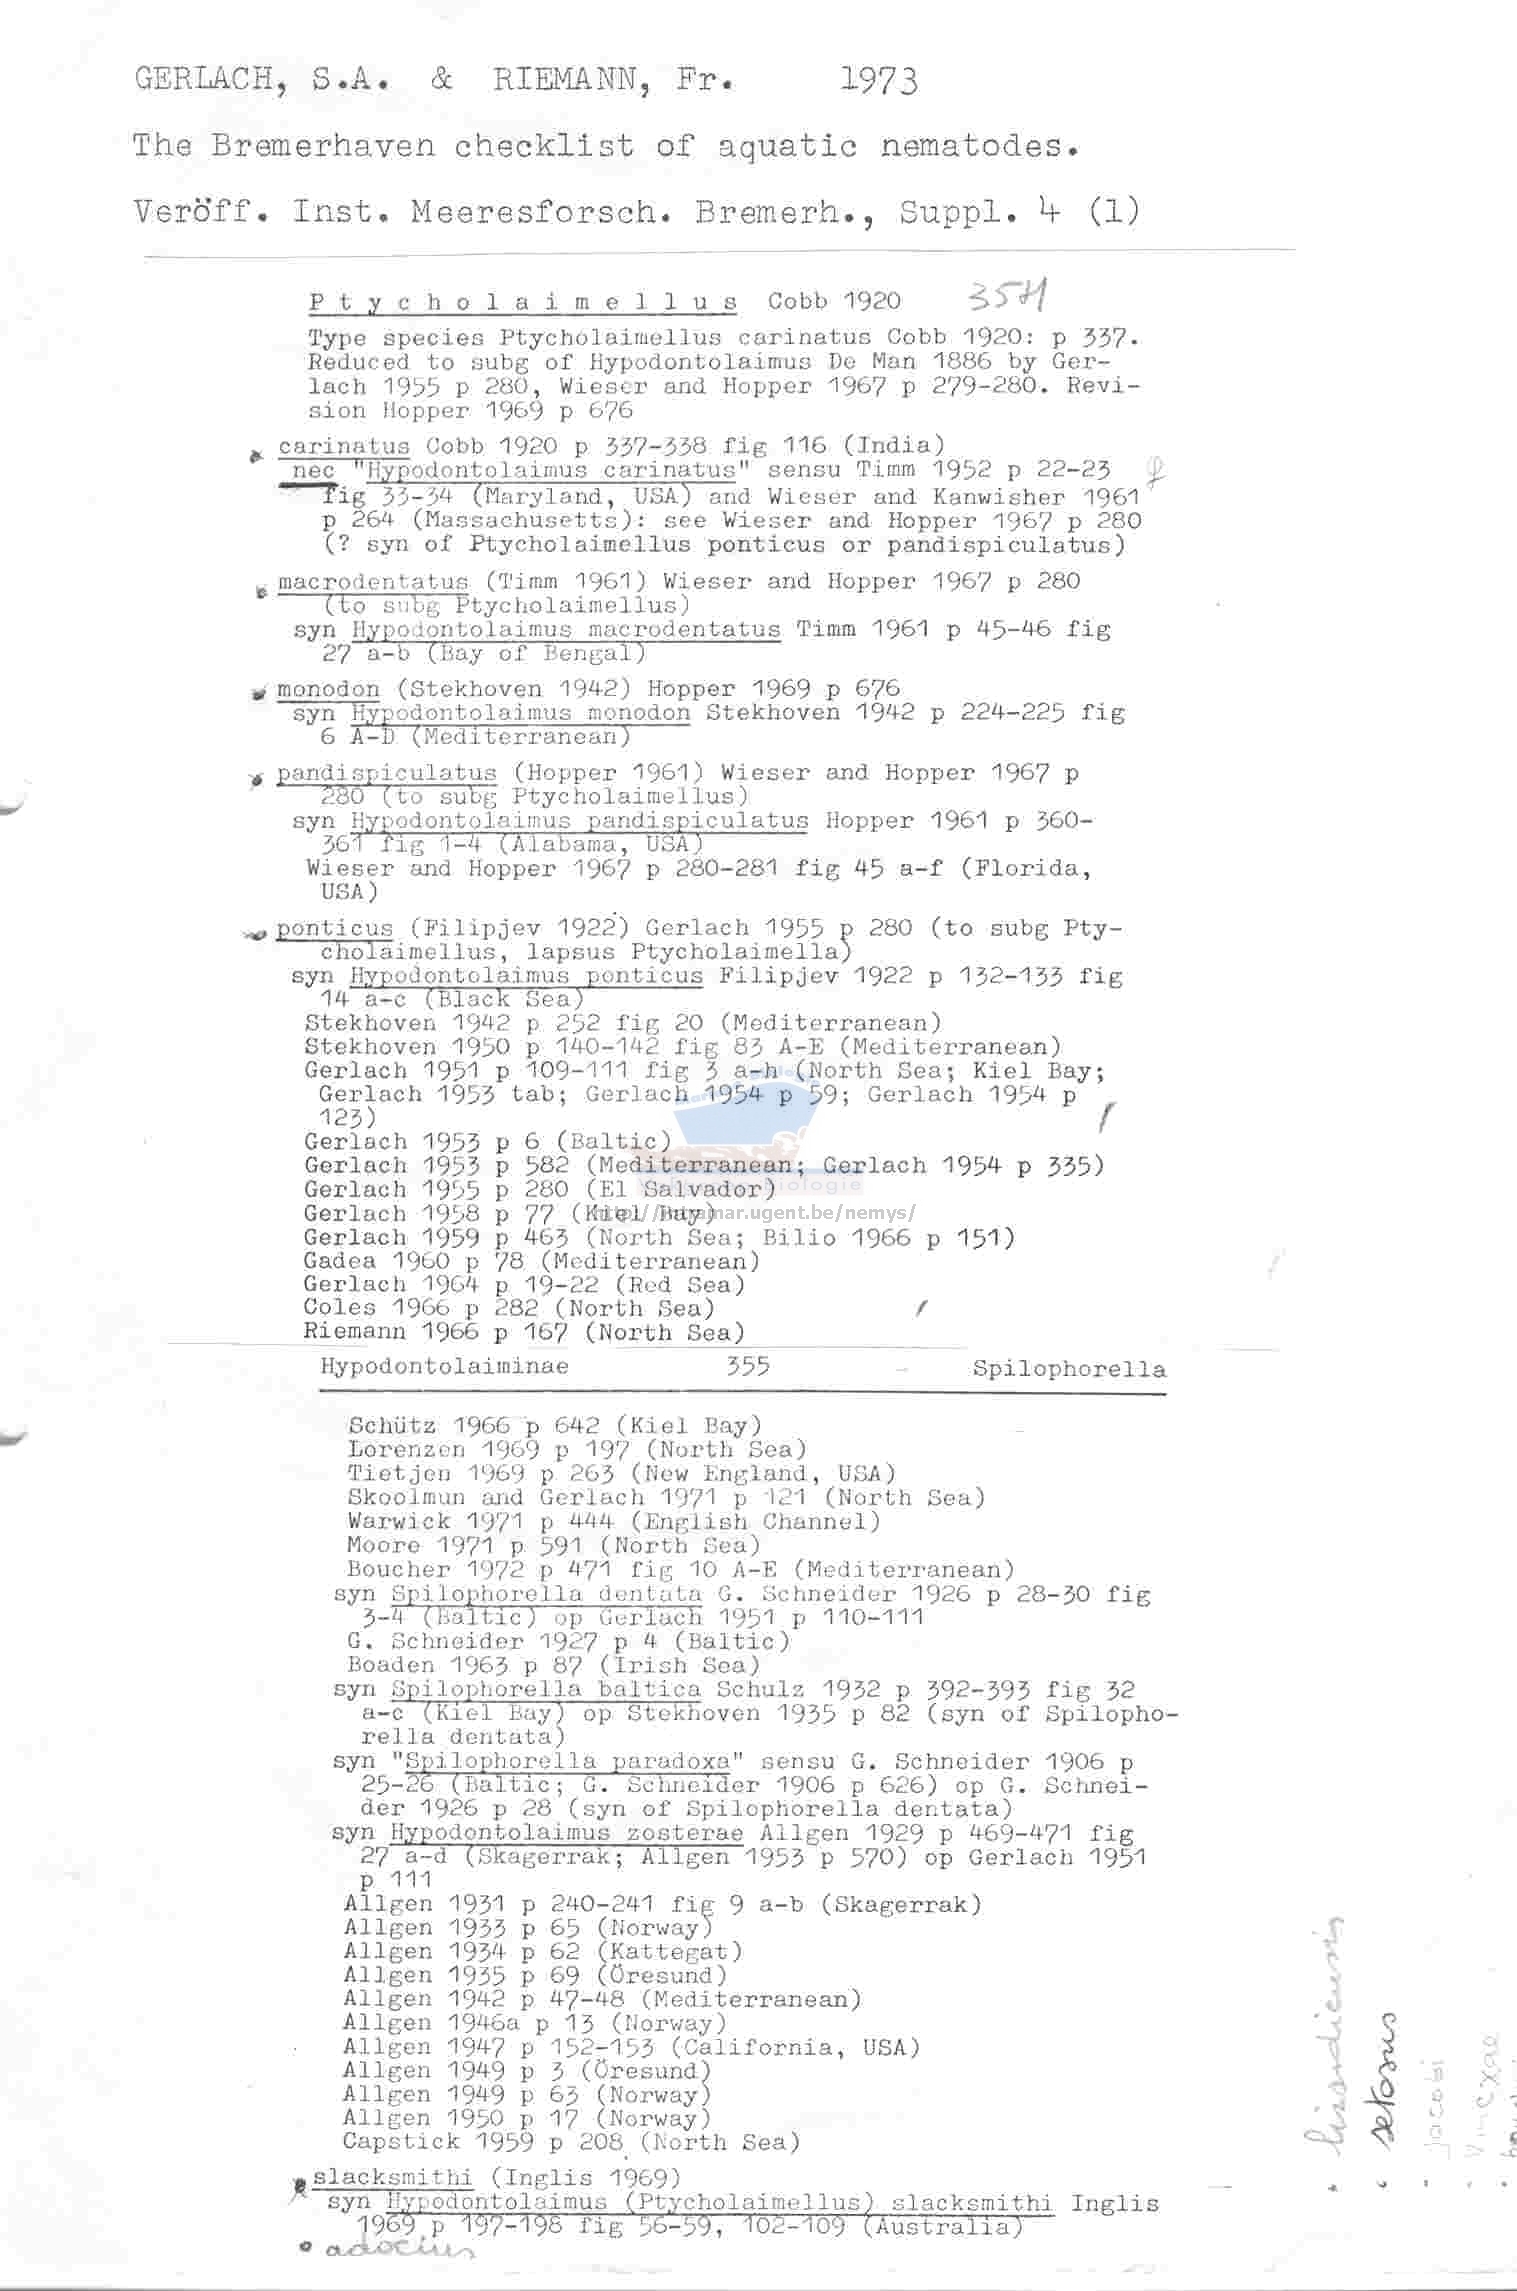 GERLACH, S.A. & RIEMANN, Fr. 1973
The Bremerhaven checklist of aquatic nematodes.
Veröff. Inst. Meeresforsch. Bremerh., Suppl. 4 (1)
Ptycholaimellus Cobb 1920
Type species Ptycholaimellus carinatus Cobb 1920: p 337.
Reduced to subg of Hypodontolaimus De Man 1886 by Ger-
lach 1955 p 280, Wieser and Hopper 1967 p 279-280. Revi-
sion Hopper 1969 p 676
carinatus Cobb 1920 p 337-338 fig 116 (India)
nec "Hypodontolaimus carinatus" sensu Timm 1952 p 22-23
fig 33-34 (Maryland, USA) and Wieser and Kanwisher 1961
p 264 (Massachusetts): see Wieser and Hopper 1967 p 280
(? syn of Ptycholaimellus ponticus or pandispiculatus)
macrodentatus (Timm 1961) Wieser and Hopper 1967 p 280
(to subg Ptycholaimellus)
syn Hypodontolaimus macrodentatus Timm 1961 p 45-46 fig
27 a-b (Bay of Bengal)
monodon (Stekhoven 1942) Hopper 1969 p 676
syn Hypodontolaimus monodon Stekhoven 1942 p 224-225 fig
6 A-D (Mediterranean)
pandispiculatus (Hopper 1961) Wieser and Hopper 1967 p
280 (to subg Ptycholaimellus)
syn Hypodontolaimus pandispiculatus Hopper 1961 p 360-
361 fig 1-4 (Alabama, USA)
Wieser and Hopper 1967 p 280-281 fig 45 a-f (Florida,
USA)
ponticus (Filipjev 1922) Gerlach 1955 p 280 (to subg Pty-
cholaimellus, lapsus Ptycholaimella)
syn Hypodontolaimus ponticus Filipjev 1922 p 132-133 fig
14 a-c (Black Sea)
Stekhoven 1942 p 252 fig 20 (Mediterranean)
Stekhoven 1950 p 140-142 fig 83 A-E (Mediterranean)
Gerlach 1951 p 109-111 fig 3 a-h (North Sea; Kiel Bay;
Gerlach 1953 tab; Gerlach 1954 p 59; Gerlach 1954 p
123)
Gerlach 1953 p 6 (Baltic)
Gerlach 1953 p 582 (Mediterranean; Gerlach 1954 p 335)
Gerlach 1955 p 280 (El Salvador)
Gerlach 1958 p 77 (Kiel Bay)
Gerlach 1959 p 463 (North Sea; Bilio 1966 p 151)
Gadea 1960 p 78 (Mediterranean)
Gerlach 1964 p 19-22 (Red Sea)
Coles 1966 p 282 (North Sea)
Riemann 1966 p 167 (North Sea)
Hypodontolaiminae 355 Spilophorella
Schütz 1966 p 642 (Kiel Bay)
Lorenzen 1969 p 197 (North Sea)
Tietjen 1969 p 263 (New England, USA)
Skoolmun and Gerlach 1971 p 121 (North Sea)
Warwick 1971 p 444 (English Channel)
Moore 1971 p 591 (North Sea)
Boucher 1972 p 471 fig 10 A-E (Mediterranean)
syn Spilophorella dentata G. Schneider 1926 p 28-30 fig
3-4 (Baltic) op Gerlach 1951 p 110-111
G. Schneider 1927 p 4 (Baltic)
Boaden 1963 p 87 (Irish Sea)
syn Spilophorella baltica Schulz 1932 p 392-393 fig 32
a-c (Kiel Bay) op Stekhoven 1935 p 82 (syn of Spilopho-
rella dentata)
syn "Spilophorella paradoxa" sensu G. Schneider 1906 p
25-26 (Baltic; G. Schneider 1906 p 626) op G. Schnei-
der 1926 p 28 (syn of Spilophorella dentata)
syn Hypodontolaimus zosterae Allgen 1929 p 469-471 fig
27 a-d (Skagerrak; Allgen 1953 p 570) op Gerlach 1951
p 111
Allgen 1931 p 240-241 fig 9 a-b (Skagerrak)
Allgen 1933 p 65 (Norway)
Allgen 1934 p 62 (Kattegat)
Allgen 1935 p 69 (Öresund)
Allgen 1942 p 47-48 (Mediterranean)
Allgen 1946a p 13 (Norway)
Allgen 1947 p 152-153 (California, USA)
Allgen 1949 p 3 (Öresund)
Allgen 1949 p 63 (Norway)
Allgen 1950 p 17 (Norway)
Capstick 1959 p 208 (North Sea)
slacksmithi (Inglis 1969)
syn Hypodontolaimus (Ptycholaimellus) slacksmithi Inglis
1969 p 197-198 fig 56-59, 102-109 (Australia)
adocius
setosus
jacobi
vincxae